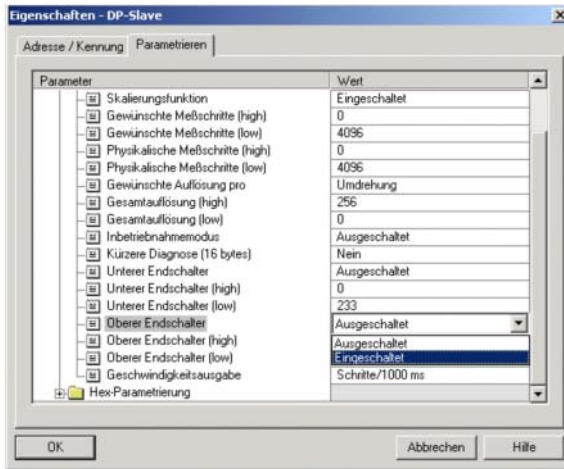 Eigenschaften - DP-Slave
Adresse / Kennung Parametrieren
Parameter Wert
Skalierungsfunktion Eingeschaltet
Gewünschte Meßschritte (high) 0
Gewünschte Meßschritte (low) 4096
Physikalische Meßschritte (high) 0
Physikalische Meßschritte (low) 4096
Gewünschte Auflösung pro Umdrehung
Gesamtauflösung (high) 256
Gesamtauflösung (low) 0
Inbetriebnahmemodus Ausgeschaltet
Kürzere Diagnose (16 bytes) Nein
Unterer Endschalter Ausgeschaltet
Unterer Endschalter (high) 0
Unterer Endschalter (low) 233
Oberer Endschalter Ausgeschaltet
Oberer Endschalter (high) Ausgeschaltet
Oberer Endschalter (low) Eingeschaltet
Geschwindigkeitsausgabe Schritte/1000 ms
Hex-Parametrierung
OK Abbrechen Hilfe